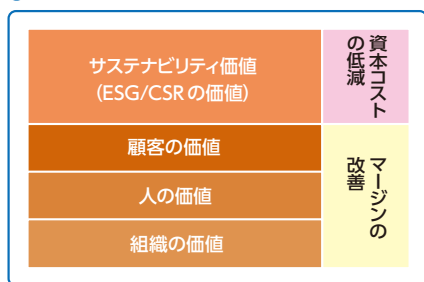 サステナビリティ価値
(ESG/CSRの価値)
資本コスト
の低減
顧客の価値
人の価値
組織の価値
マージンの
改善